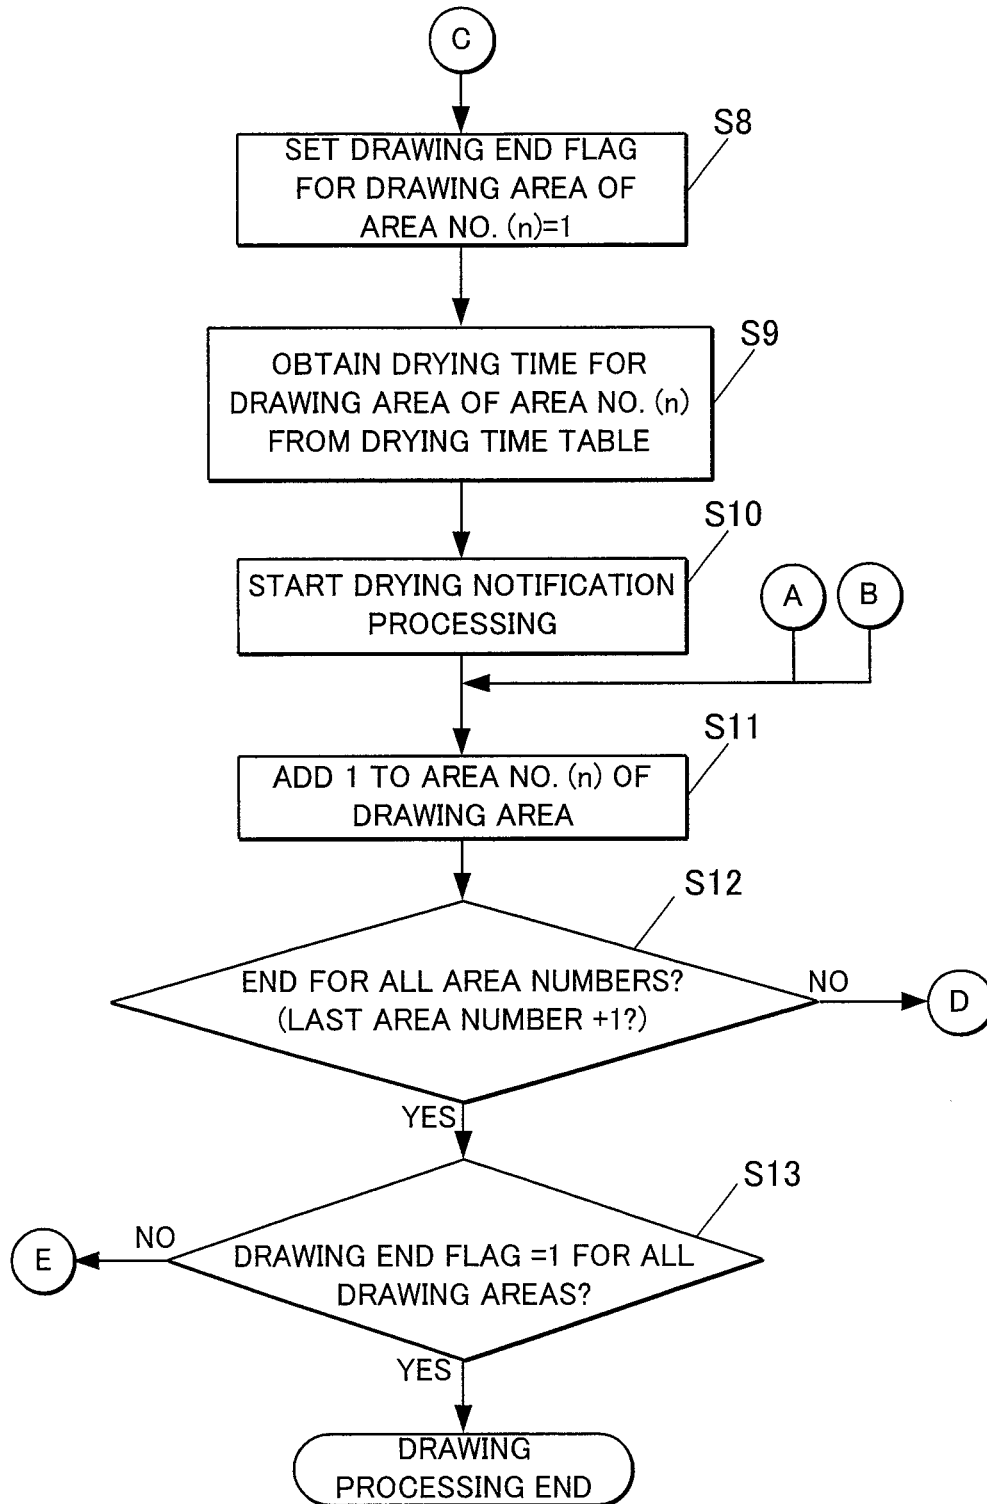 C
S8
SET DRAWING END FLAG
FOR DRAWING AREA OF
AREA NO. (n)=1
S9
OBTAIN DRYING TIME FOR
DRAWING AREA OF AREA NO. (n)
FROM DRYING TIME TABLE
S10
START DRYING NOTIFICATION
PROCESSING
A
B
S11
ADD 1 TO AREA NO. (n) OF
DRAWING AREA
S12
END FOR ALL AREA NUMBERS?
(LAST AREA NUMBER +1?)
NO
D
YES
S13
DRAWING END FLAG =1 FOR ALL
DRAWING AREAS?
NO
E
YES
DRAWING
PROCESSING END